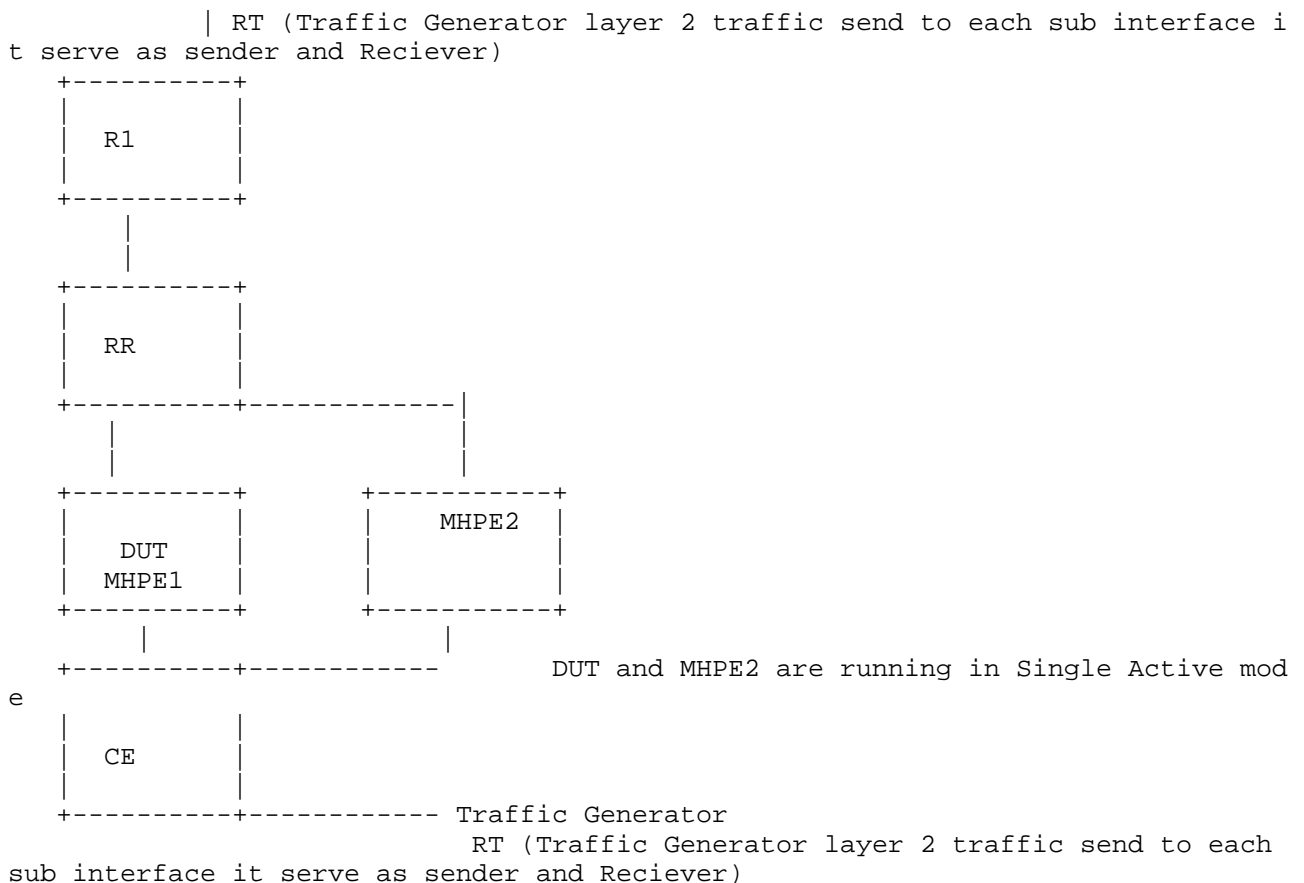 RT (Traffic Generator layer 2 traffic send to each sub interface i
t serve as sender and Reciever)
R1
RR
MHPE2
DUT
MHPE1
DUT and MHPE2 are running in Single Active mod
e
CE
Traffic Generator
RT (Traffic Generator layer 2 traffic send to each
sub interface it serve as sender and Reciever)